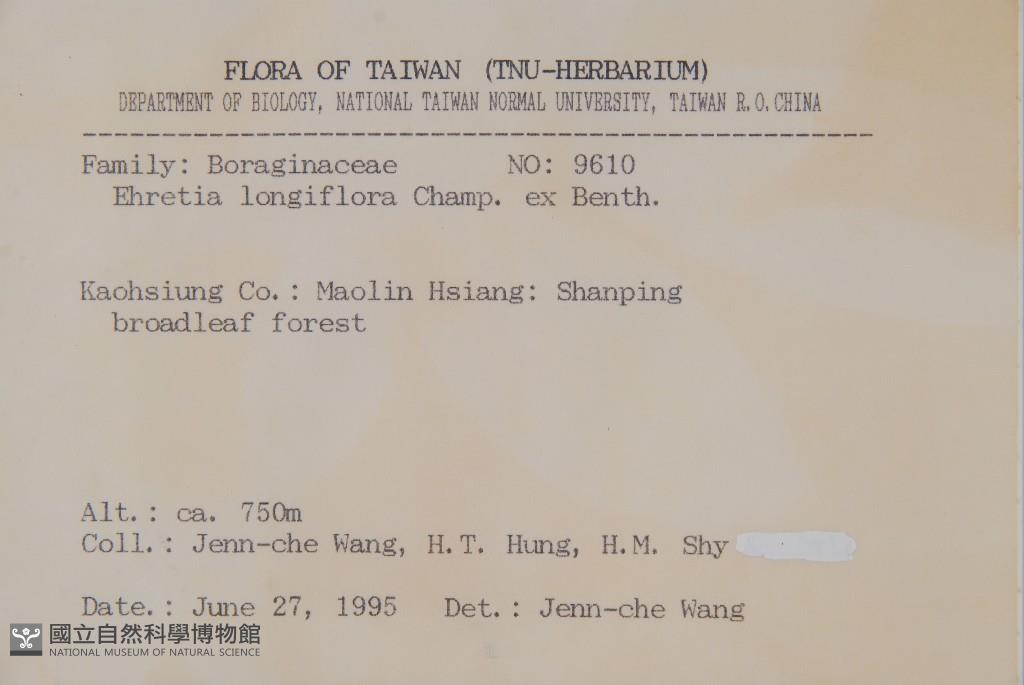 FLORA OF TAIWAN (TNU-HERBARIUM)
DEPARTMENT OF BIOLOGY, NATIONAL TAIWAN NORMAL UNIVERSITY, TAIWAN R.O.CHINA
--------------------------------------------------
Family: Boraginaceae NO: 9610
Ehretia longiflora Champ. ex Benth.
Kaohsiung Co.: Maolin Hsiang: Shanping
broadleaf forest
Alt.: ca. 750m
Coll.: Jenn-che Wang, H.T. Hung, H.M. Shy
Date.: June 27, 1995 Det.: Jenn-che Wang
國立自然科學博物館
NATIONAL MUSEUM OF NATURAL SCIENCE